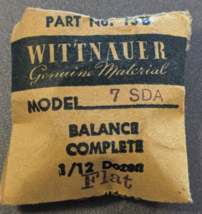 PART No. 138
WITTNAUER
Genuine Material
MODEL 7 SDA
BALANCE
COMPLETE
1/12 Dozen
Flat